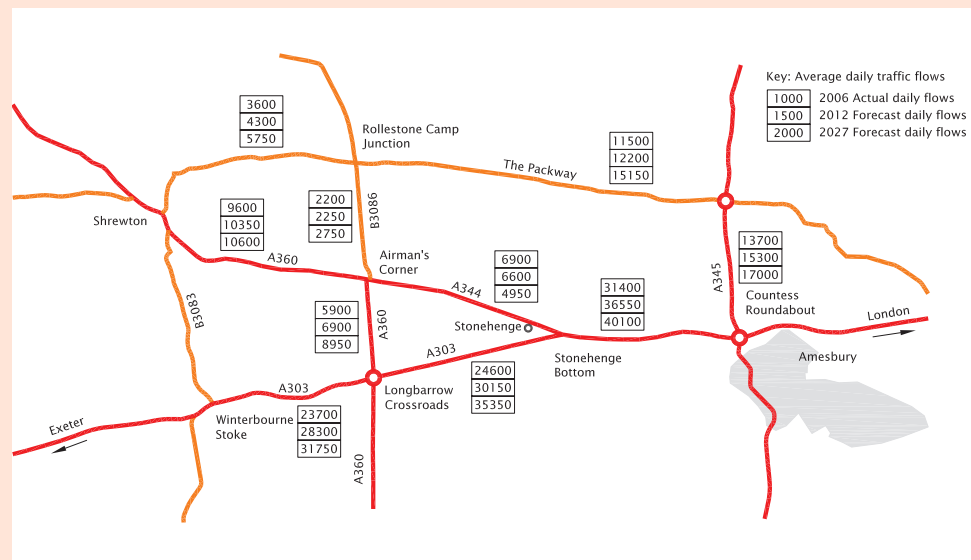 Key: Average daily traffic flows
1000 2006 Actual daily flows
1500 2012 Forecast daily flows
2000 2027 Forecast daily flows
3600
4300
5750
Rollestone Camp
Junction
11500
12200
15150
The Packway
Shrewton
9600
10350
10600
2200
2250
2750
B3086
A360
Airman's
Corner
6900
6600
4950
A344
13700
15300
17000
A345
Countess
Roundabout
31400
36550
40100
London
B3083
5900
6900
8950
A360
Stonehenge
A303
Stonehenge
Bottom
Amesbury
24600
30150
35350
A303
Longbarrow
Crossroads
Exeter
Winterbourne
Stoke
23700
28300
31750
A360